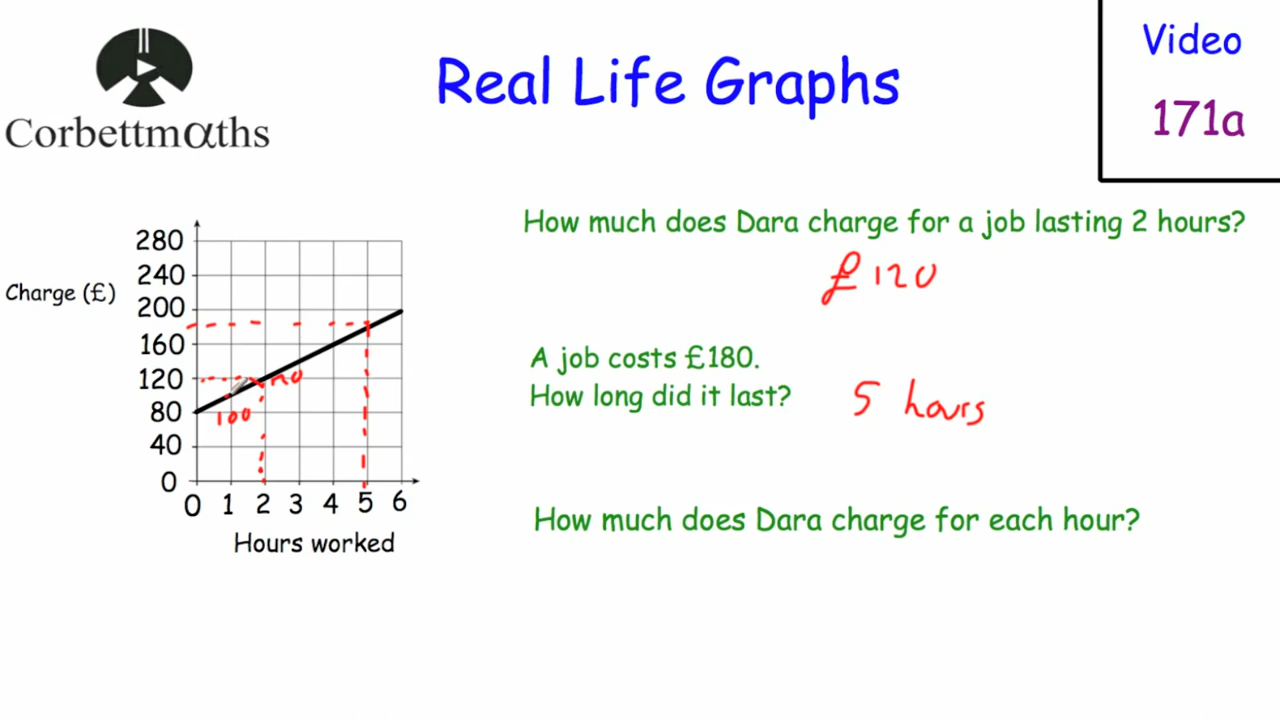 Corbettmαths
Real Life Graphs
Video
171a
Charge (£)
280
240
200
160
120
80
40
0
120
100
0 1 2 3 4 5 6
Hours worked
How much does Dara charge for a job lasting 2 hours?
£120
A job costs £180.
How long did it last?
5 hours
How much does Dara charge for each hour?